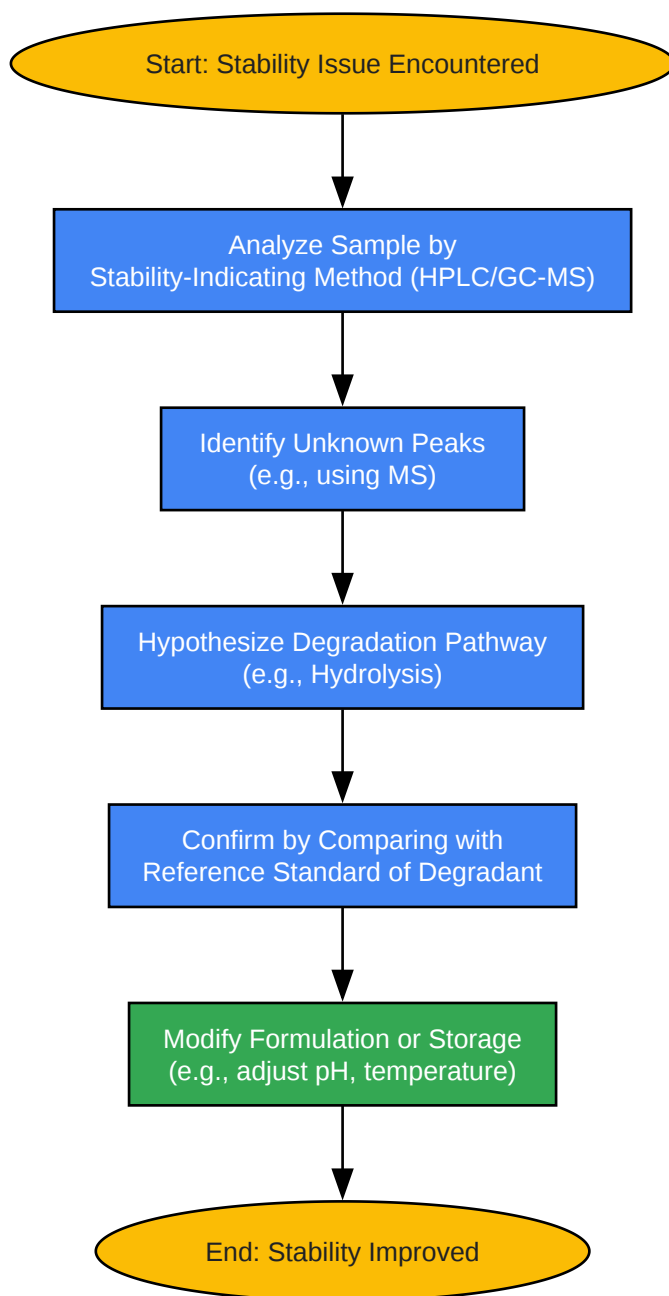 Start: Stability Issue Encountered
Analyze Sample by
Stability-Indicating Method (HPLC/GC-MS)
Identify Unknown Peaks
(e.g., using MS)
Hypothesize Degradation Pathway
(e.g., Hydrolysis)
Confirm by Comparing with
Reference Standard of Degradant
Modify Formulation or Storage
(e.g., adjust pH, temperature)
End: Stability Improved